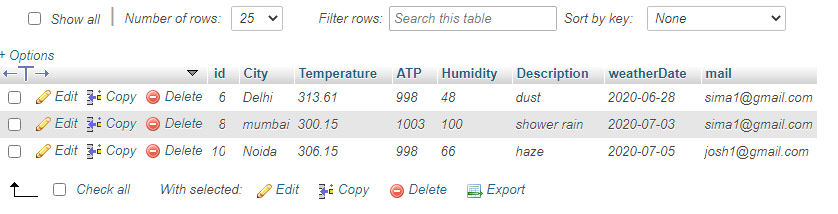 Show all Number of rows: 25 Filter rows: Search this table Sort by key: None
+ Options
id City Temperature ATP Humidity Description weatherDate mail
Edit Copy Delete 6 Delhi 313.61 998 48 dust 2020-06-28 sima1@gmail.com
Edit Copy Delete 8 mumbai 300.15 1003 100 shower rain 2020-07-03 sima1@gmail.com
Edit Copy Delete 10 Noida 306.15 998 66 haze 2020-07-05 josh1@gmail.com
Check all With selected: Edit Copy Delete Export